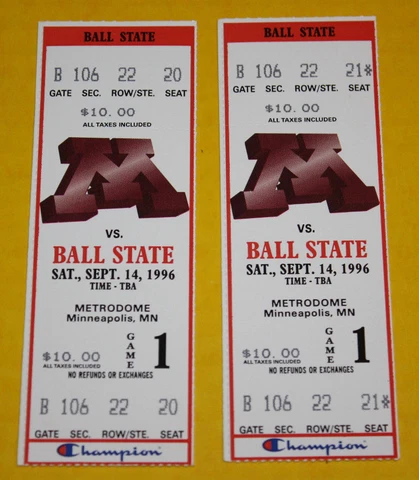 BALL STATE
B 106 22 20
GATE SEC. ROW/STE. SEAT
$10.00
ALL TAXES INCLUDED
M
VS.
BALL STATE
SAT., SEPT. 14, 1996
TIME - TBA
METRODOME
Minneapolis, MN
$10.00
ALL TAXES INCLUDED
GAME 1
NO REFUNDS OR EXCHANGES
B 106 22 20
GATE SEC. ROW/STE. SEAT
Champion
BALL STATE
B 106 22 21*
GATE SEC. ROW/STE. SEAT
$10.00
ALL TAXES INCLUDED
M
VS.
BALL STATE
SAT., SEPT. 14, 1996
TIME - TBA
METRODOME
Minneapolis, MN
$10.00
ALL TAXES INCLUDED
GAME 1
NO REFUNDS OR EXCHANGES
B 106 22 21*
GATE SEC. ROW/STE. SEAT
Champion